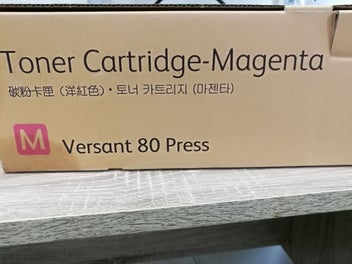 Toner Cartridge-Magenta
碳粉卡匣（洋紅色）·토너 카트리지 (마젠타)
M Versant 80 Press